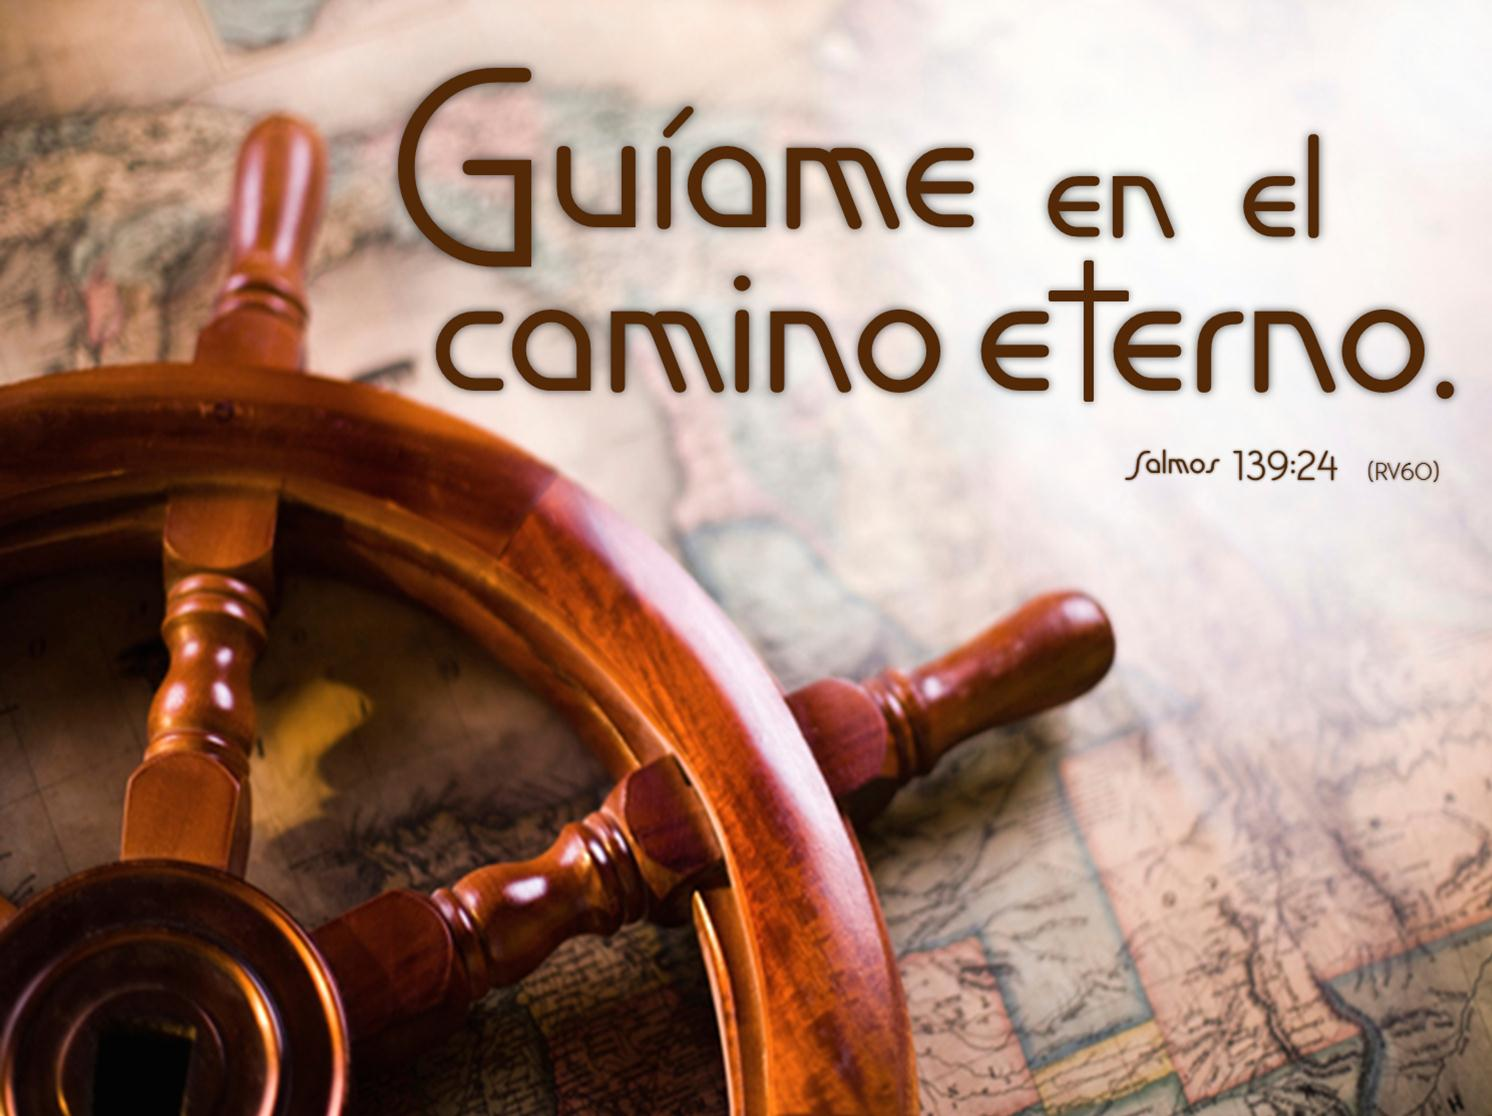 Guíame en el
camino eterno.
Salmos 139:24 (RV60)